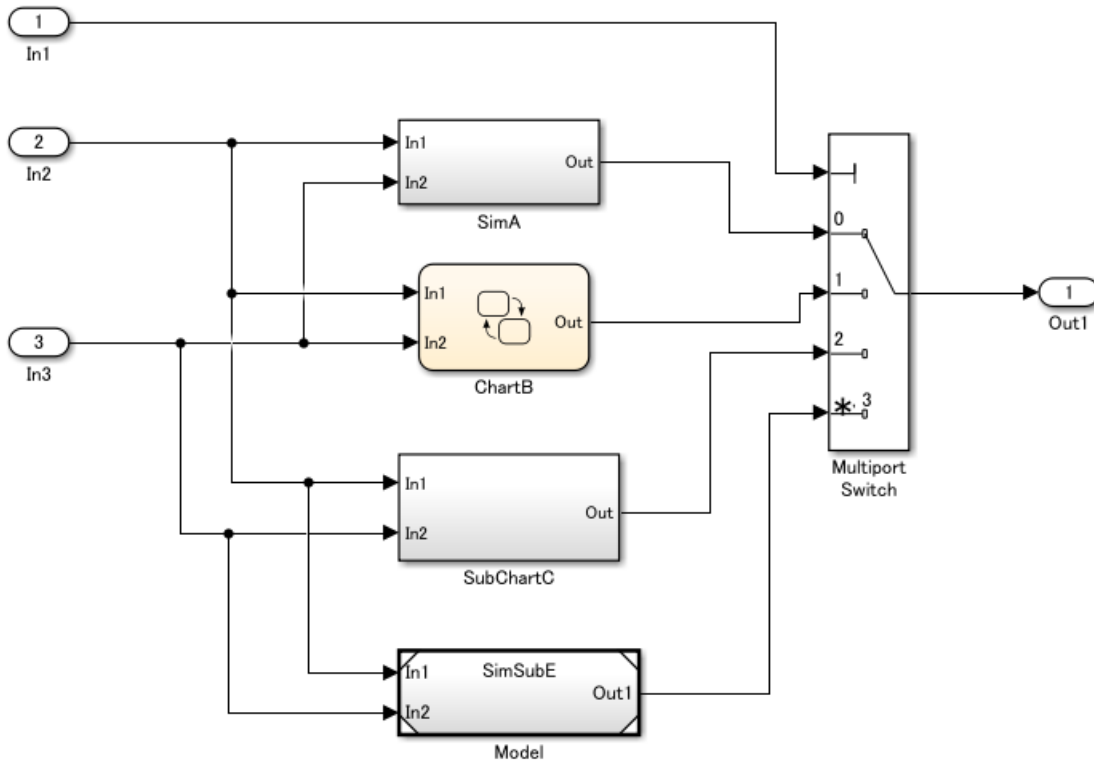 1
In1
2
In2
3
In3
In1
In2
Out
SimA
In1
In2
Out
ChartB
In1
In2
Out
SubChartC
SimSubE
In1
In2
Out1
Model
0
1
2
*, 3
Multiport
Switch
1
Out1